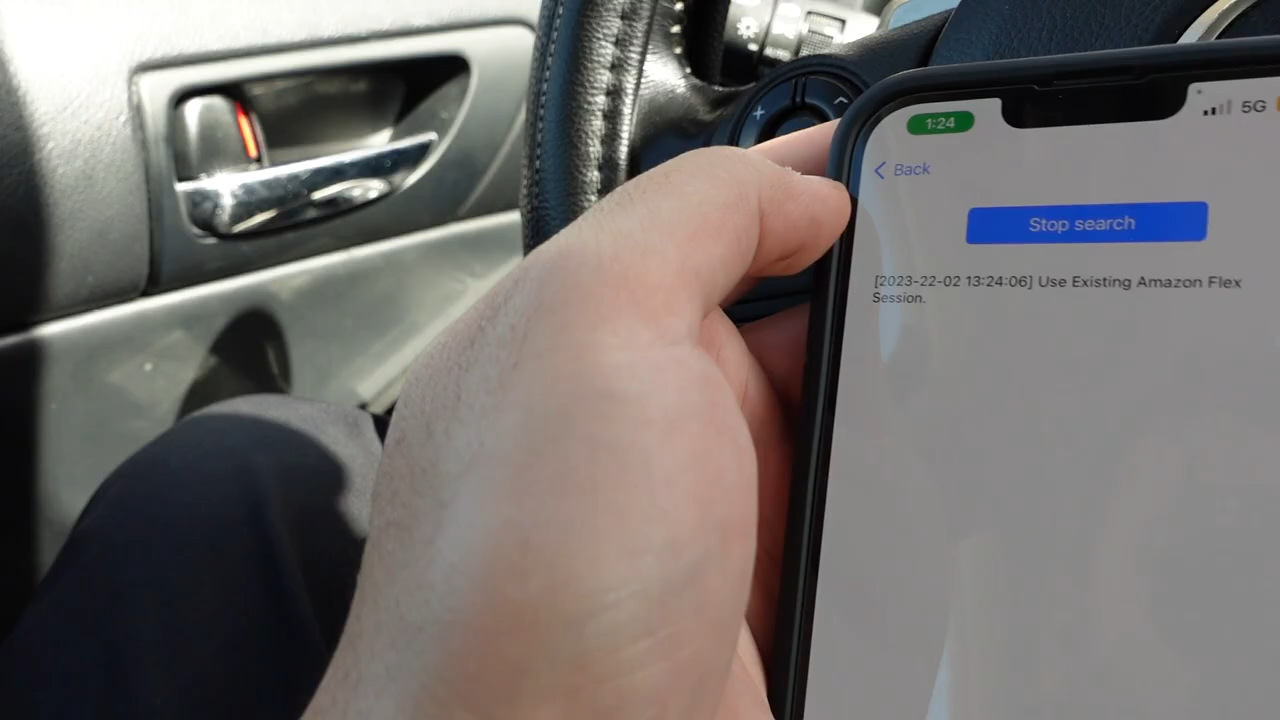 1:24
5G
Back
Stop search
[2023-22-02 13:24:06] Use Existing Amazon Flex
Session.